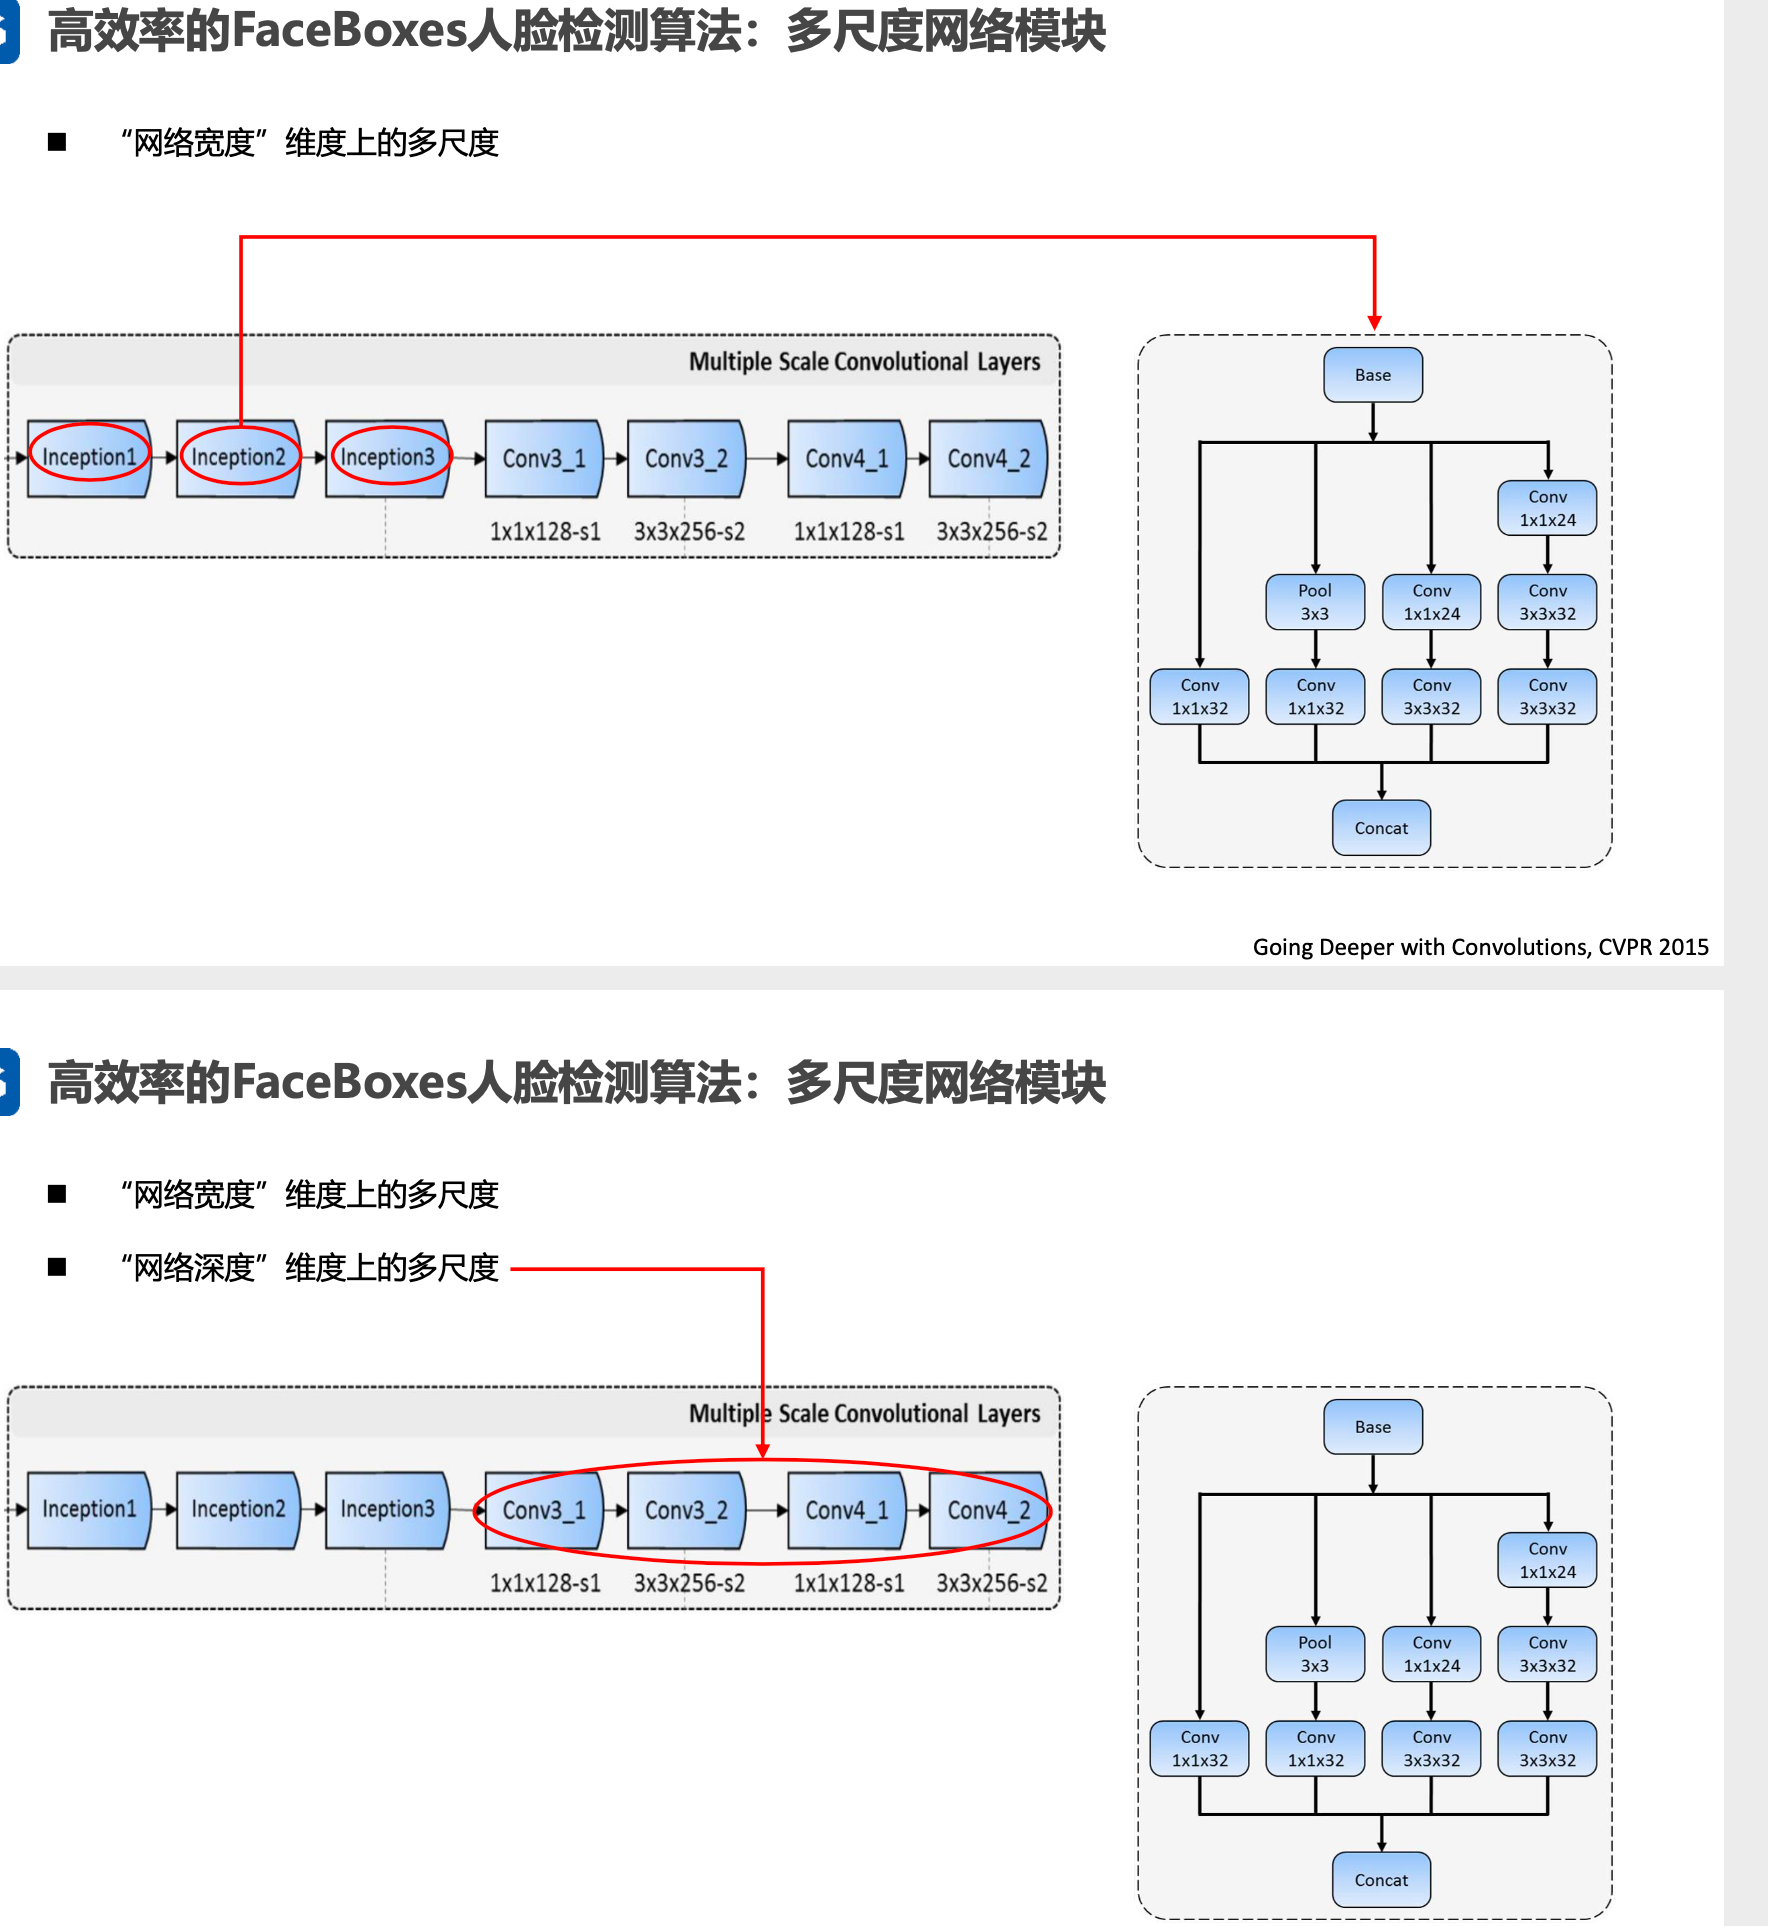 高效率的FaceBoxes人脸检测算法：多尺度网络模块
“网络宽度”维度上的多尺度
Multiple Scale Convolutional Layers
Inception1
Inception2
Inception3
Conv3_1
Conv3_2
Conv4_1
Conv4_2
1x1x128-s1
3x3x256-s2
1x1x128-s1
3x3x256-s2
Base
Conv
1x1x24
Pool
3x3
Conv
1x1x24
Conv
3x3x32
Conv
1x1x32
Conv
1x1x32
Conv
3x3x32
Conv
3x3x32
Concat
Going Deeper with Convolutions, CVPR 2015
高效率的FaceBoxes人脸检测算法：多尺度网络模块
“网络宽度”维度上的多尺度
“网络深度”维度上的多尺度
Multiple Scale Convolutional Layers
Inception1
Inception2
Inception3
Conv3_1
Conv3_2
Conv4_1
Conv4_2
1x1x128-s1
3x3x256-s2
1x1x128-s1
3x3x256-s2
Base
Conv
1x1x24
Pool
3x3
Conv
1x1x24
Conv
3x3x32
Conv
1x1x32
Conv
1x1x32
Conv
3x3x32
Conv
3x3x32
Concat